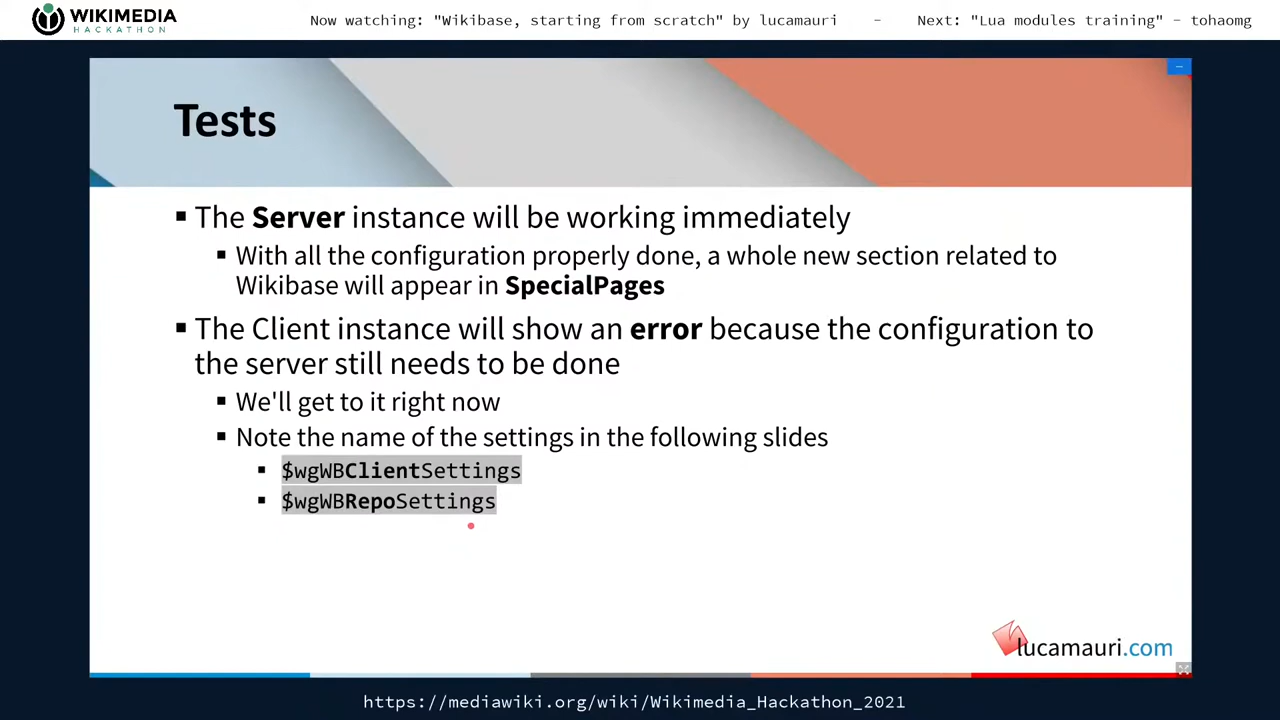 WIKIMEDIA
HACKATHON
Now watching: "Wikibase, starting from scratch" by lucamauri - Next: "Lua modules training" - tohaomg
Tests
▪ The Server instance will be working immediately
▪ With all the configuration properly done, a whole new section related to
Wikibase will appear in SpecialPages
▪ The Client instance will show an error because the configuration to
the server still needs to be done
▪ We'll get to it right now
▪ Note the name of the settings in the following slides
▪ $wgWBClientSettings
▪ $wgWBRepoSettings
lucamauri.com
https://mediawiki.org/wiki/Wikimedia_Hackathon_2021